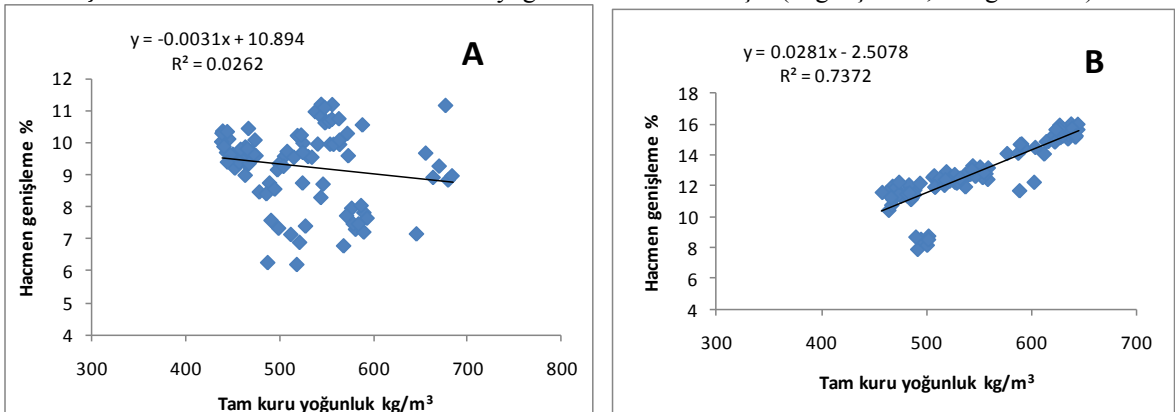 y = -0.0031x + 10.894
R² = 0.0262
A
12
11
10
9
8
7
6
5
4
Hacmen genişleme %
300 400 500 600 700 800
Tam kuru yoğunluk kg/m³
y = 0.0281x - 2.5078
R² = 0.7372
B
18
16
14
12
10
8
6
4
Hacmen genişleme %
300 400 500 600 700
Tam kuru yoğunluk kg/m³